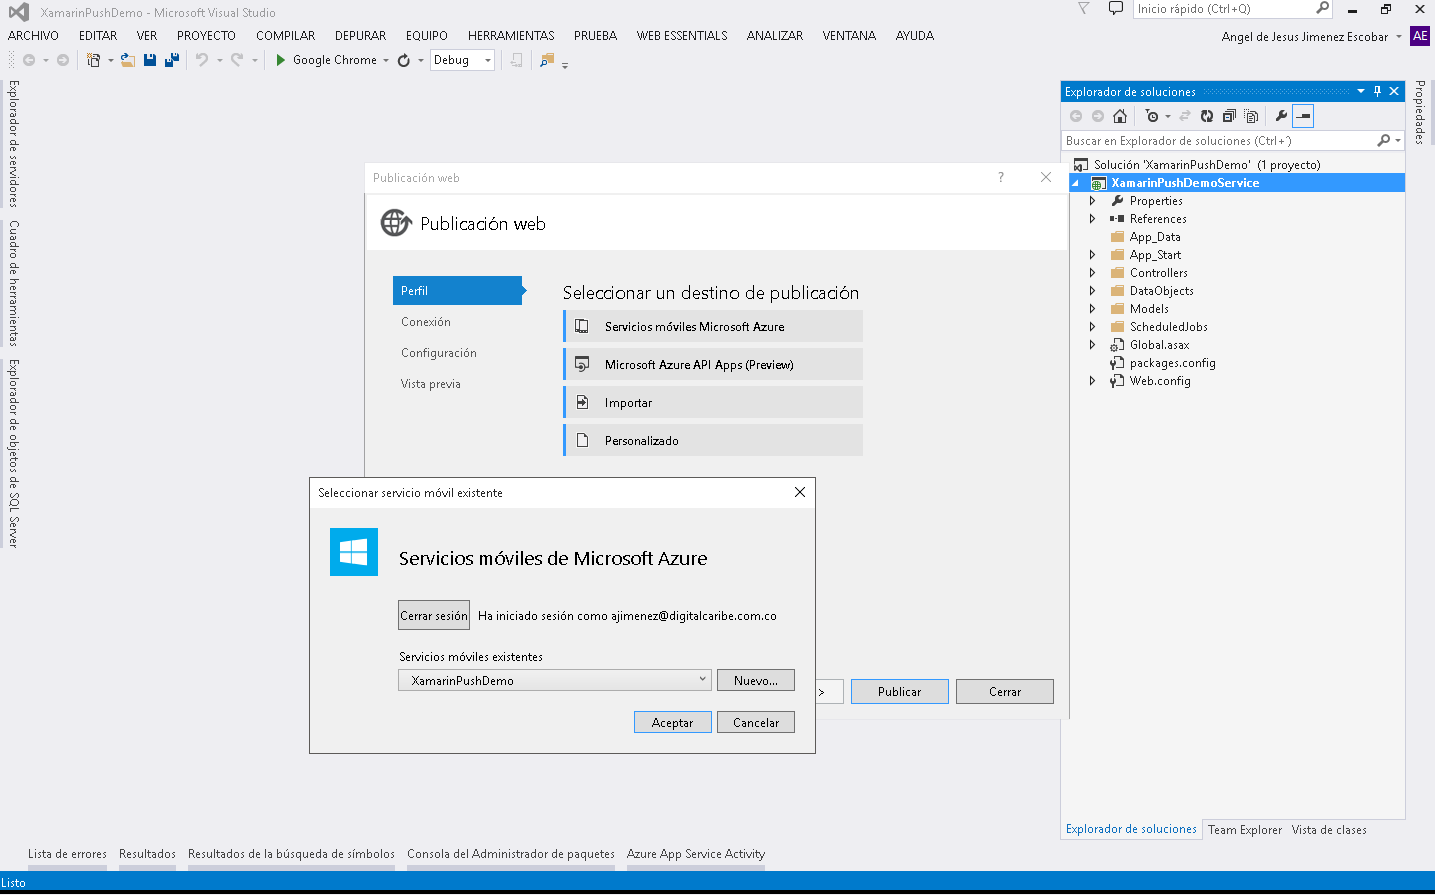 XamarinPushDemo - Microsoft Visual Studio
Inicio rápido (Ctrl+Q)
ARCHIVO EDITAR VER PROYECTO COMPILAR DEPURAR EQUIPO HERRAMIENTAS PRUEBA WEB ESSENTIALS ANALIZAR VENTANA AYUDA
Angel de Jesus Jimenez Escobar AE
Google Chrome Debug
Explorador de servidores
Cuadro de herramientas
Explorador de objetos de SQL Server
Publicación web ?
Publicación web
Perfil
Conexión
Configuración
Vista previa
Seleccionar un destino de publicación
Servicios móviles Microsoft Azure
Microsoft Azure API Apps (Preview)
Importar
Personalizado
> Publicar Cerrar
Seleccionar servicio móvil existente
Servicios móviles de Microsoft Azure
Cerrar sesión Ha iniciado sesión como ajimenez@digitalcaribe.com.co
Servicios móviles existentes
XamarinPushDemo Nuevo...
Aceptar Cancelar
Explorador de soluciones
Buscar en Explorador de soluciones (Ctrl+´)
Solución 'XamarinPushDemo' (1 proyecto)
XamarinPushDemoService
Properties
References
App_Data
App_Start
Controllers
DataObjects
Models
ScheduledJobs
Global.asax
packages.config
Web.config
Explorador de soluciones Team Explorer Vista de clases
Propiedades
Lista de errores Resultados Resultados de la búsqueda de símbolos Consola del Administrador de paquetes Azure App Service Activity
Listo